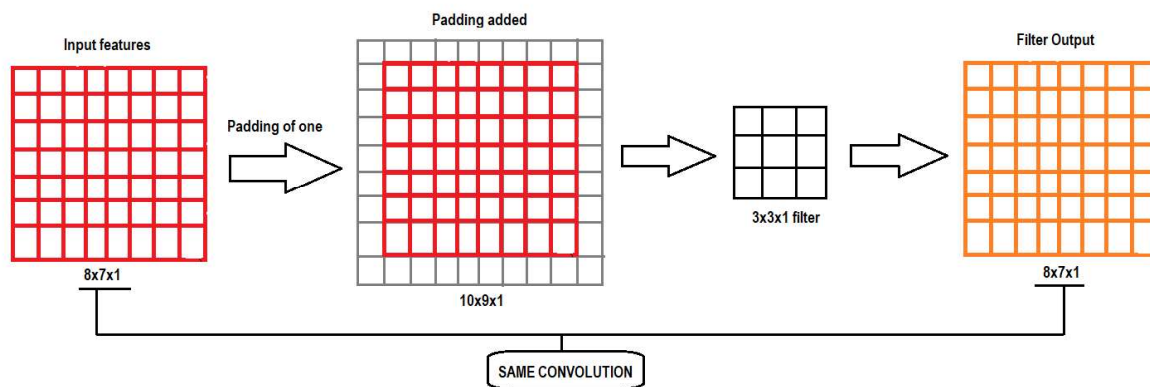 Padding added
Input features
Filter Output
Padding of one
3x3x1 filter
8x7x1
10x9x1
8x7x1
SAME CONVOLUTION